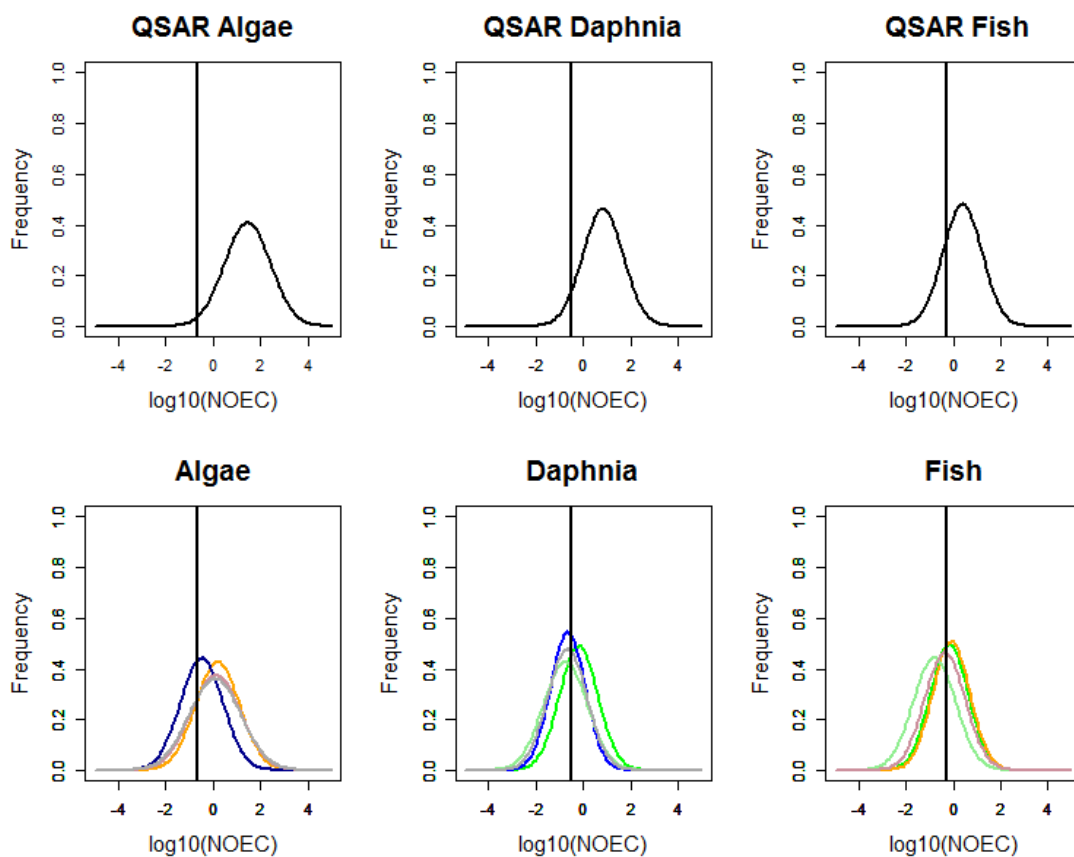 QSAR Algae QSAR Daphnia QSAR Fish
1.0 1.0 1.0
0.8 0.8 0.8
0.6 0.6 0.6
0.4 0.4 0.4
0.2 0.2 0.2
0.0 0.0 0.0
Frequency Frequency Frequency
-4 -2 0 2 4 -4 -2 0 2 4 -4 -2 0 2 4
log10(NOEC) log10(NOEC) log10(NOEC)
Algae Daphnia Fish
1.0 1.0 1.0
0.8 0.8 0.8
0.6 0.6 0.6
0.4 0.4 0.4
0.2 0.2 0.2
0.0 0.0 0.0
Frequency Frequency Frequency
-4 -2 0 2 4 -4 -2 0 2 4 -4 -2 0 2 4
log10(NOEC) log10(NOEC) log10(NOEC)